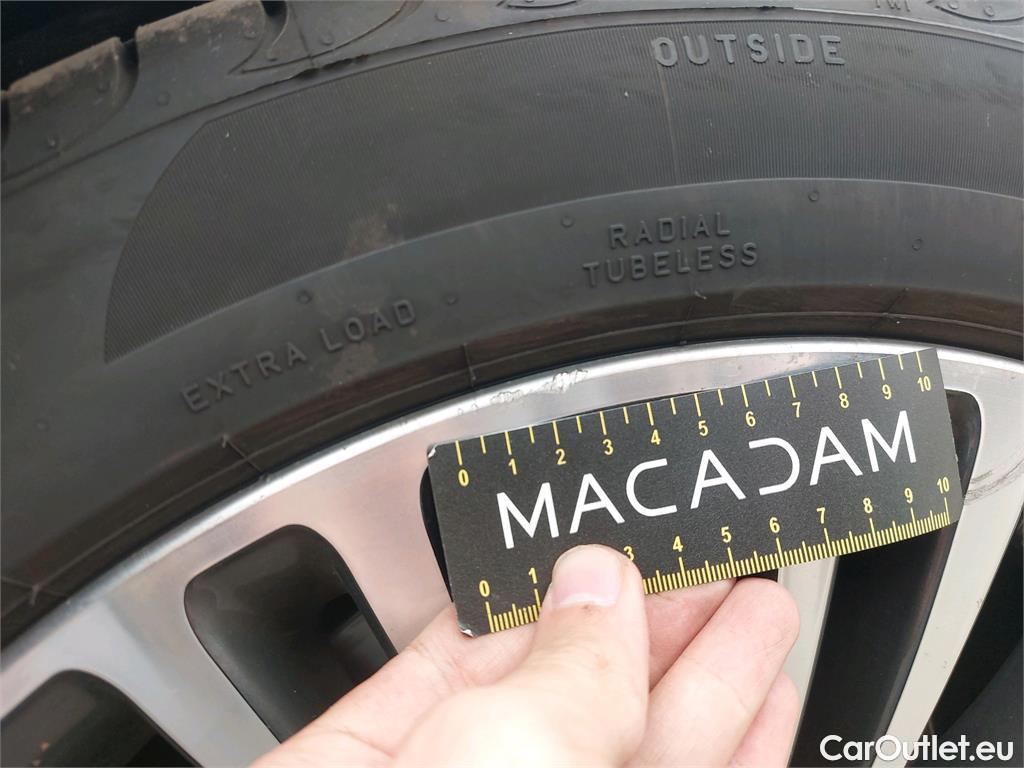 TWI
OUTSIDE
RADIAL
TUBELESS
EXTRA LOAD
0 1 2 3 4 5 6 7 8 9 10
MACADAM
0 1 3 4 5 6 7 8 9 10
CarOutlet.eu